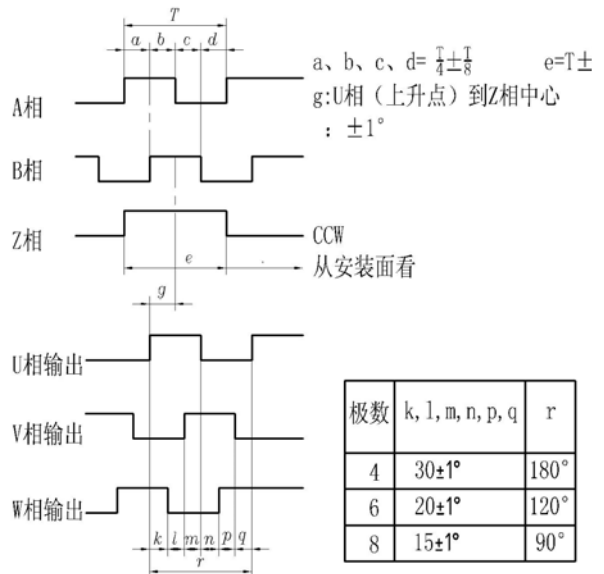 T
a b c d
a、b、c、d= T/4±T/8 e=T±
g:U相（上升点）到Z相中心
：±1°
A相
B相
Z相
CCW
从安装面看
e
g
U相输出
V相输出
W相输出
k l m n p q
r
极数 k,l,m,n,p,q r
4 30±1° 180°
6 20±1° 120°
8 15±1° 90°